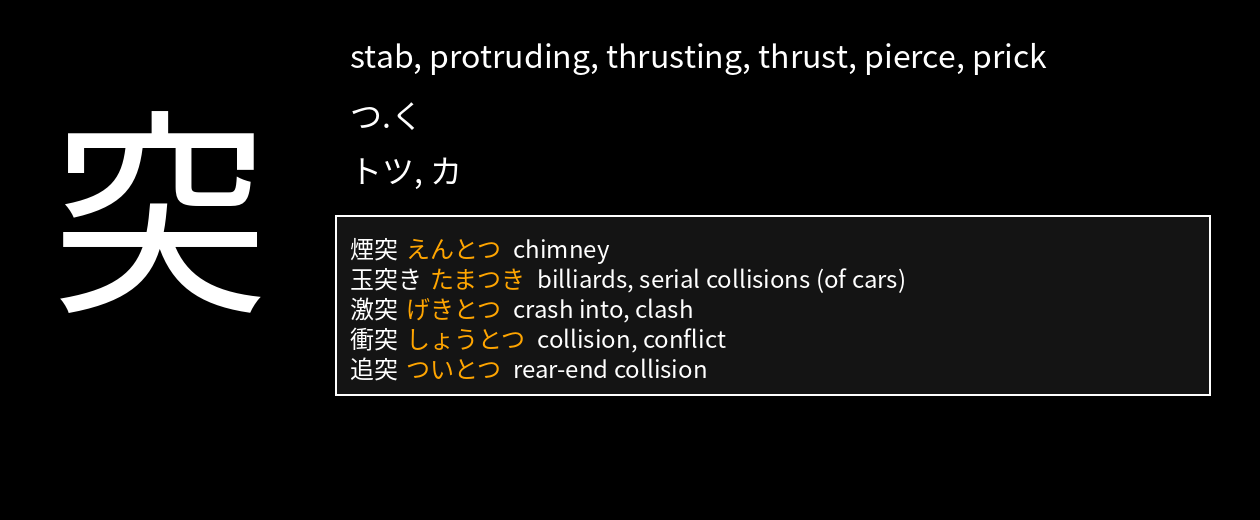 突
stab, protruding, thrusting, thrust, pierce, prick
つ.く
トツ, カ
煙突 えんとつ chimney
玉突き たまつき billiards, serial collisions (of cars)
激突 げきとつ crash into, clash
衝突 しょうとつ collision, conflict
追突 ついとつ rear-end collision